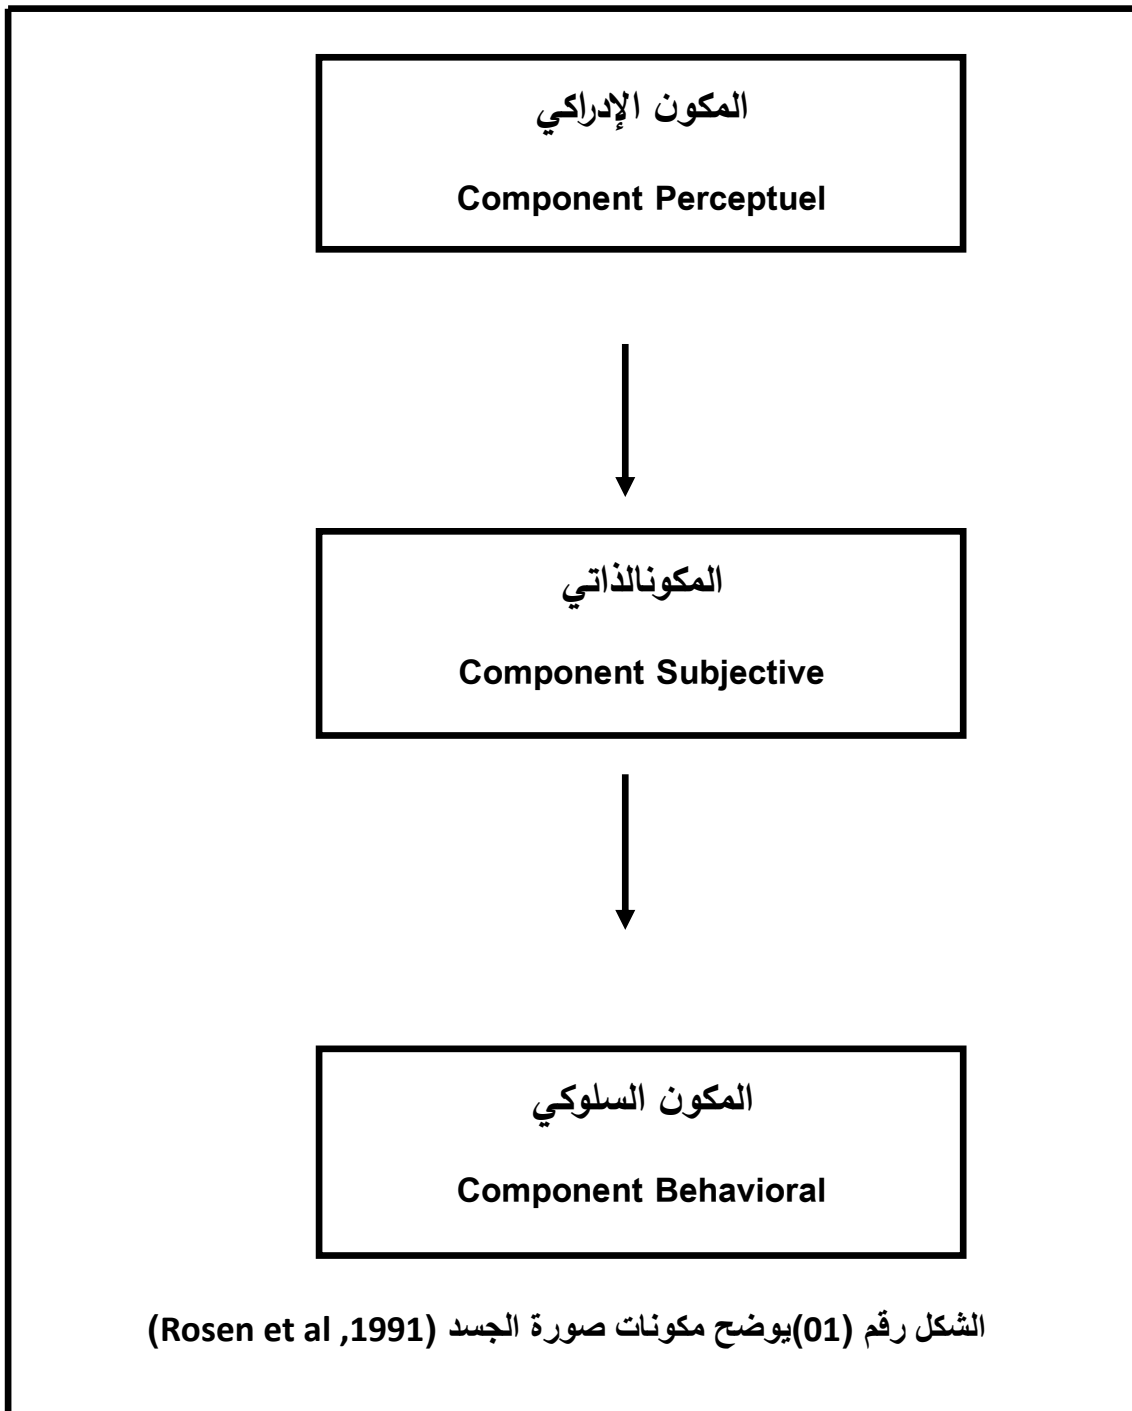 المكون الإدراكي
Component Perceptuel
المكونالذاتي
Component Subjective
المكون السلوكي
Component Behavioral
الشكل رقم (01)يوضح مكونات صورة الجسد (Rosen et al ,1991)